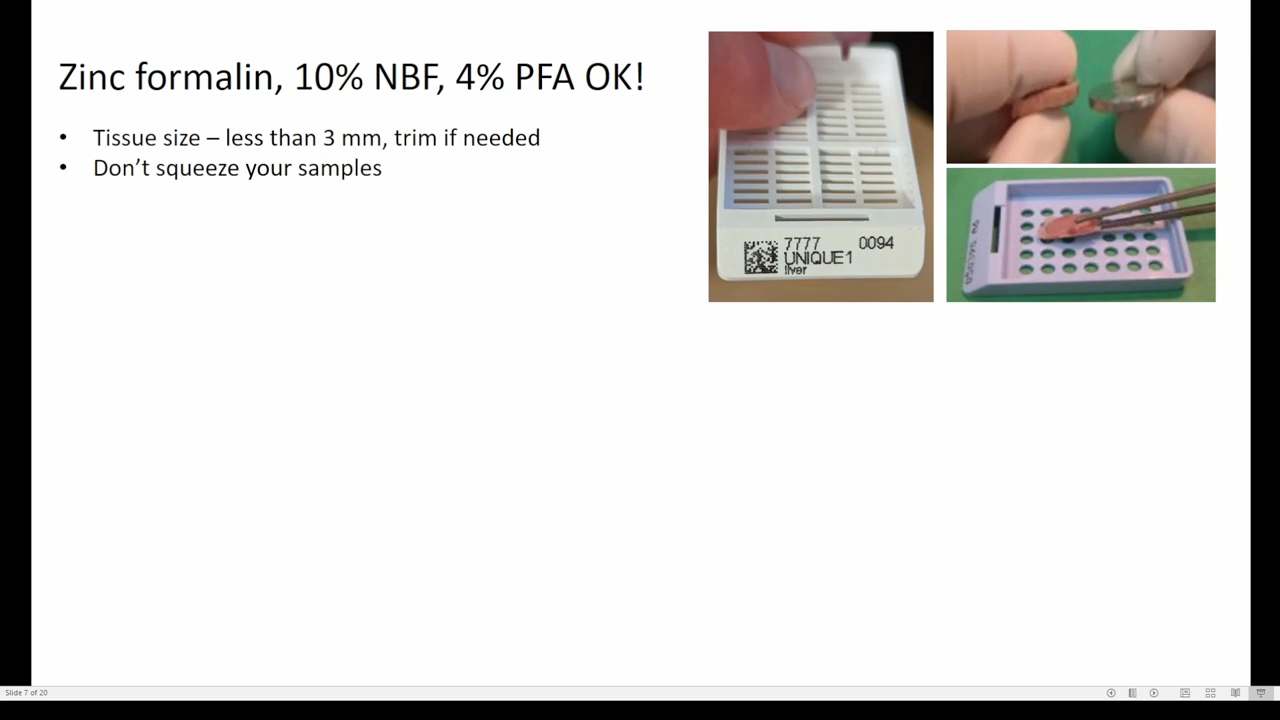 Zinc formalin, 10% NBF, 4% PFA OK!
• Tissue size – less than 3 mm, trim if needed
• Don’t squeeze your samples
7777 0094
UNIQUE1
liver
Slide 7 of 20